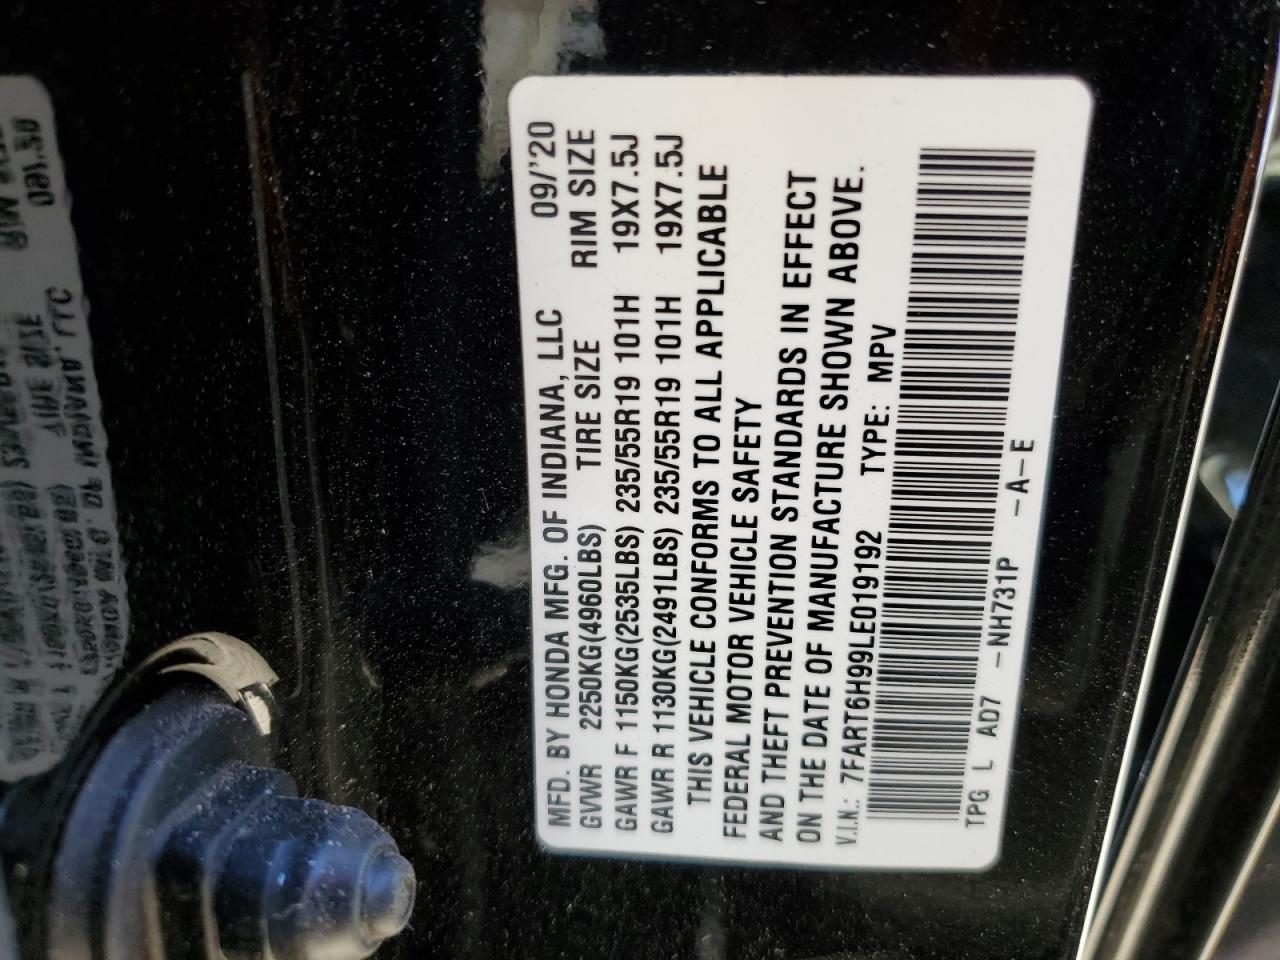 MFD. BY HONDA MFG. OF INDIANA, LLC 09/'20
GVWR 2250KG(4960LBS) TIRE SIZE RIM SIZE
GAWR F 1150KG(2535LBS) 235/55R19 101H 19X7.5J
GAWR R 1130KG(2491LBS) 235/55R19 101H 19X7.5J
THIS VEHICLE CONFORMS TO ALL APPLICABLE
FEDERAL MOTOR VEHICLE SAFETY
AND THEFT PREVENTION STANDARDS IN EFFECT
ON THE DATE OF MANUFACTURE SHOWN ABOVE.
V.I.N.: 7FART6H99LE019192 TYPE: MPV
TPG L AD7 -NH731P -A-E